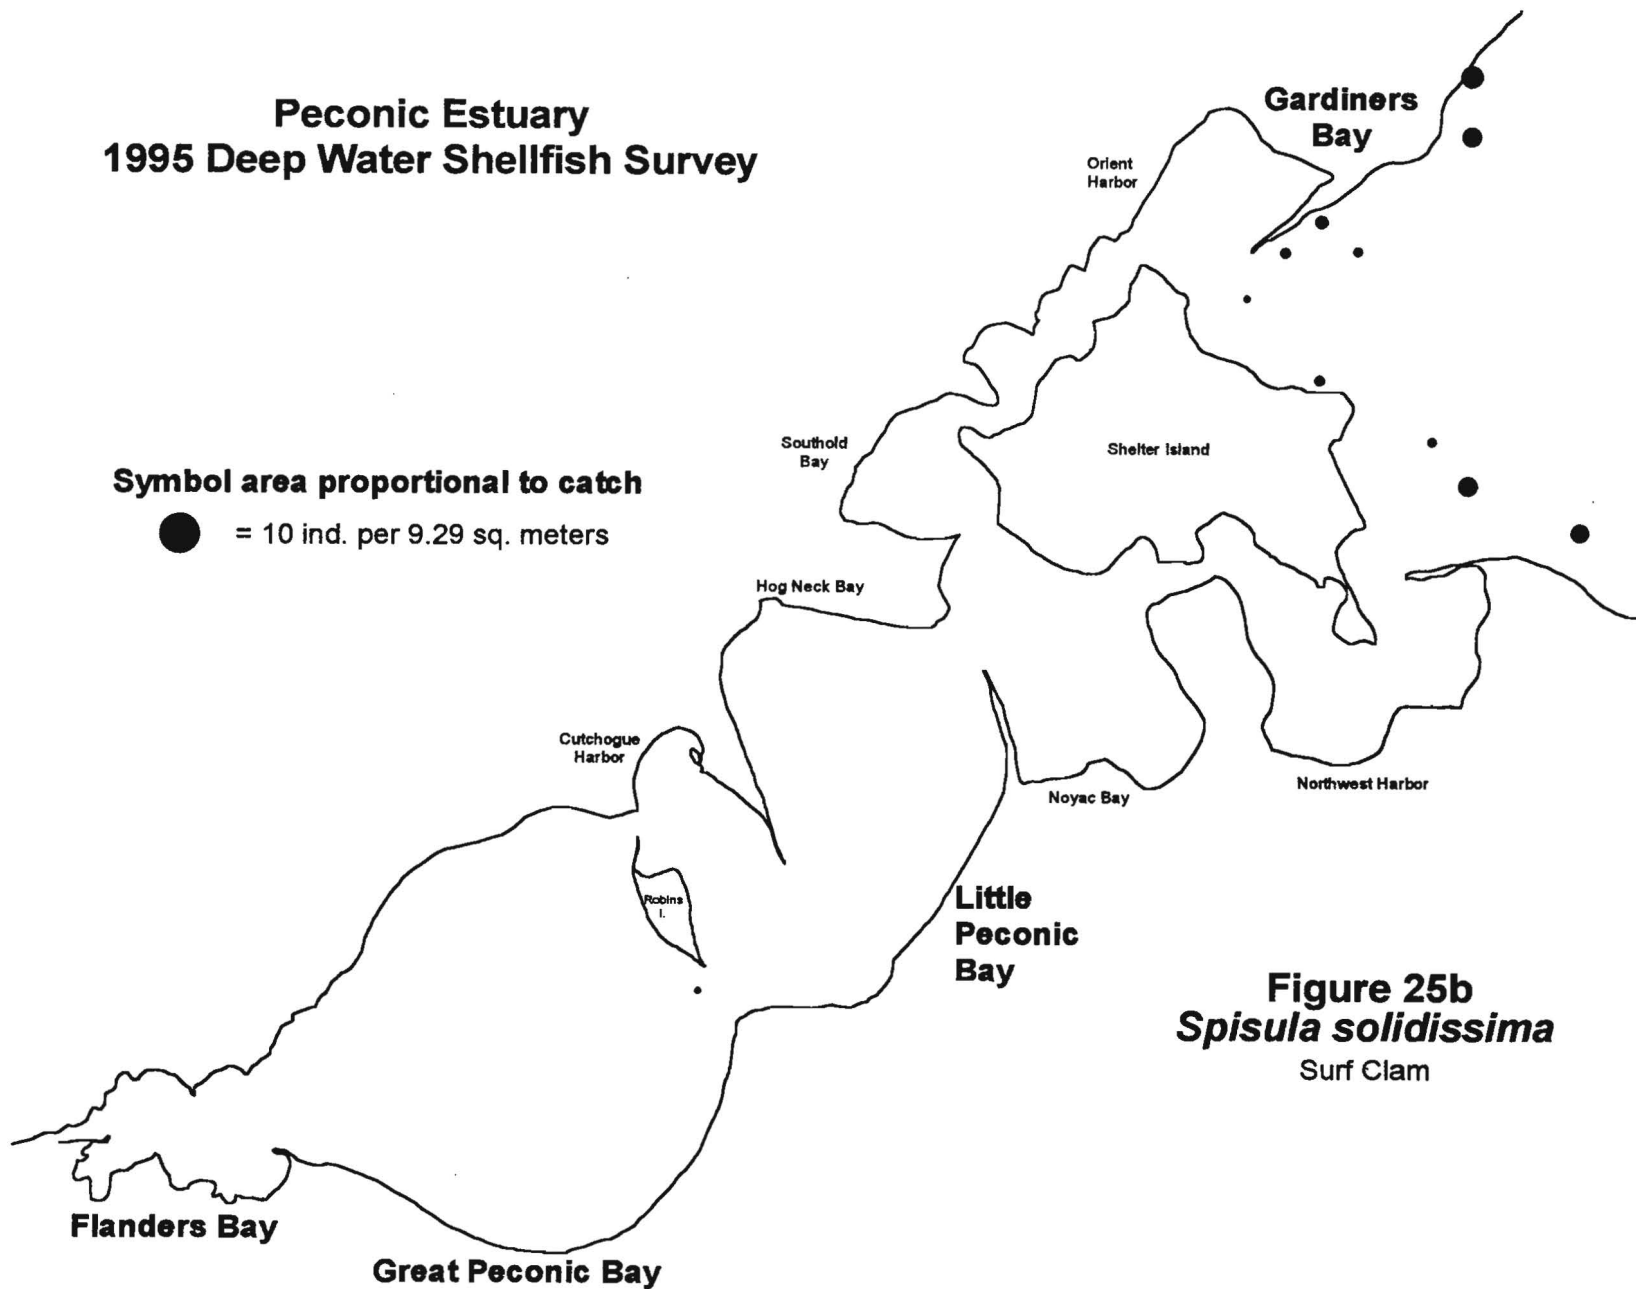 Peconic Estuary
1995 Deep Water Shellfish Survey
Gardiners
Bay
Orient
Harbor
Southold
Bay
Shelter Island
Symbol area proportional to catch
= 10 ind. per 9.29 sq. meters
Hog Neck Bay
Cutchogue
Harbor
Noyac Bay
Northwest Harbor
Robins
I.
Little
Peconic
Bay
Figure 25b
Spisula solidissima
Surf Clam
Flanders Bay
Great Peconic Bay